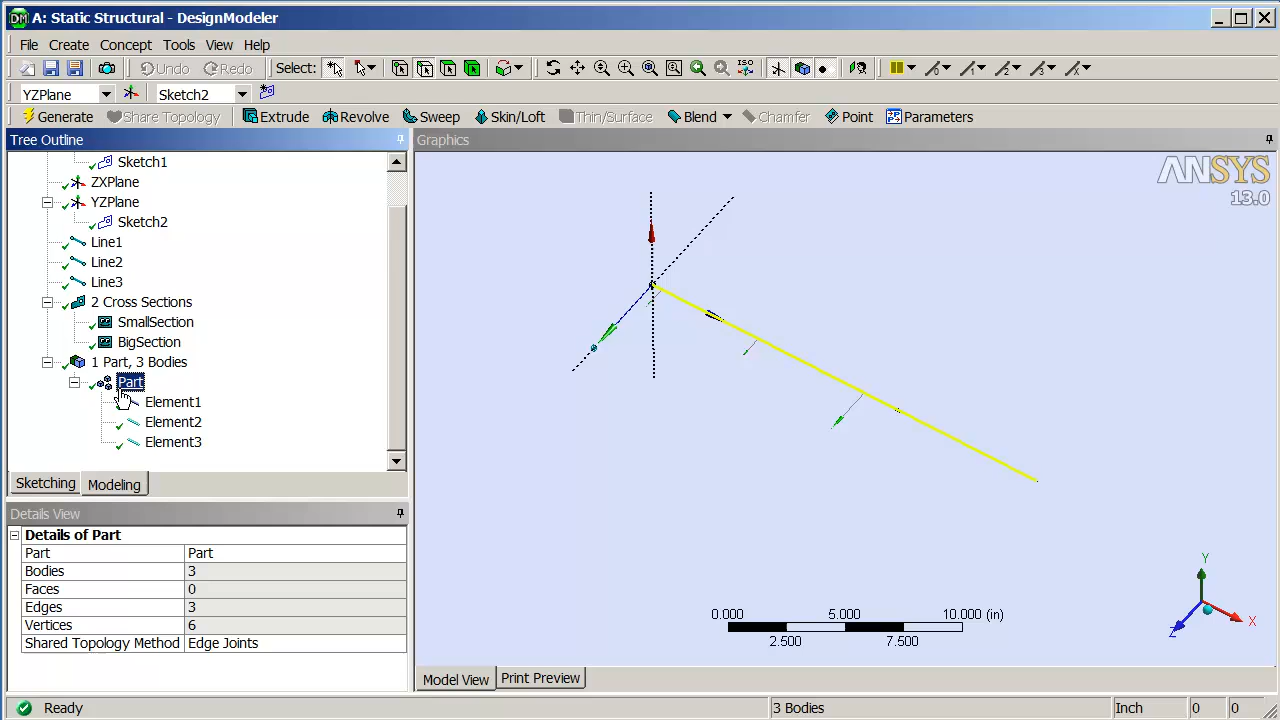 A: Static Structural - DesignModeler
File Create Concept Tools View Help
Undo Redo Select: ISO
YZPlane Sketch2
Generate Share Topology Extrude Revolve Sweep Skin/Loft Thin/Surface Blend Chamfer Point Parameters
Tree Outline
Sketch1
ZXPlane
YZPlane
Sketch2
Line1
Line2
Line3
2 Cross Sections
SmallSection
BigSection
1 Part, 3 Bodies
Part
Element1
Element2
Element3
Sketching Modeling
Details View
Details of Part
Part Part
Bodies 3
Faces 0
Edges 3
Vertices 6
Shared Topology Method Edge Joints
Graphics
ANSYS
13.0
0.000 5.000 10.000 (in)
2.500 7.500
Y
X
Z
Model View Print Preview
Ready 3 Bodies Inch 0 0